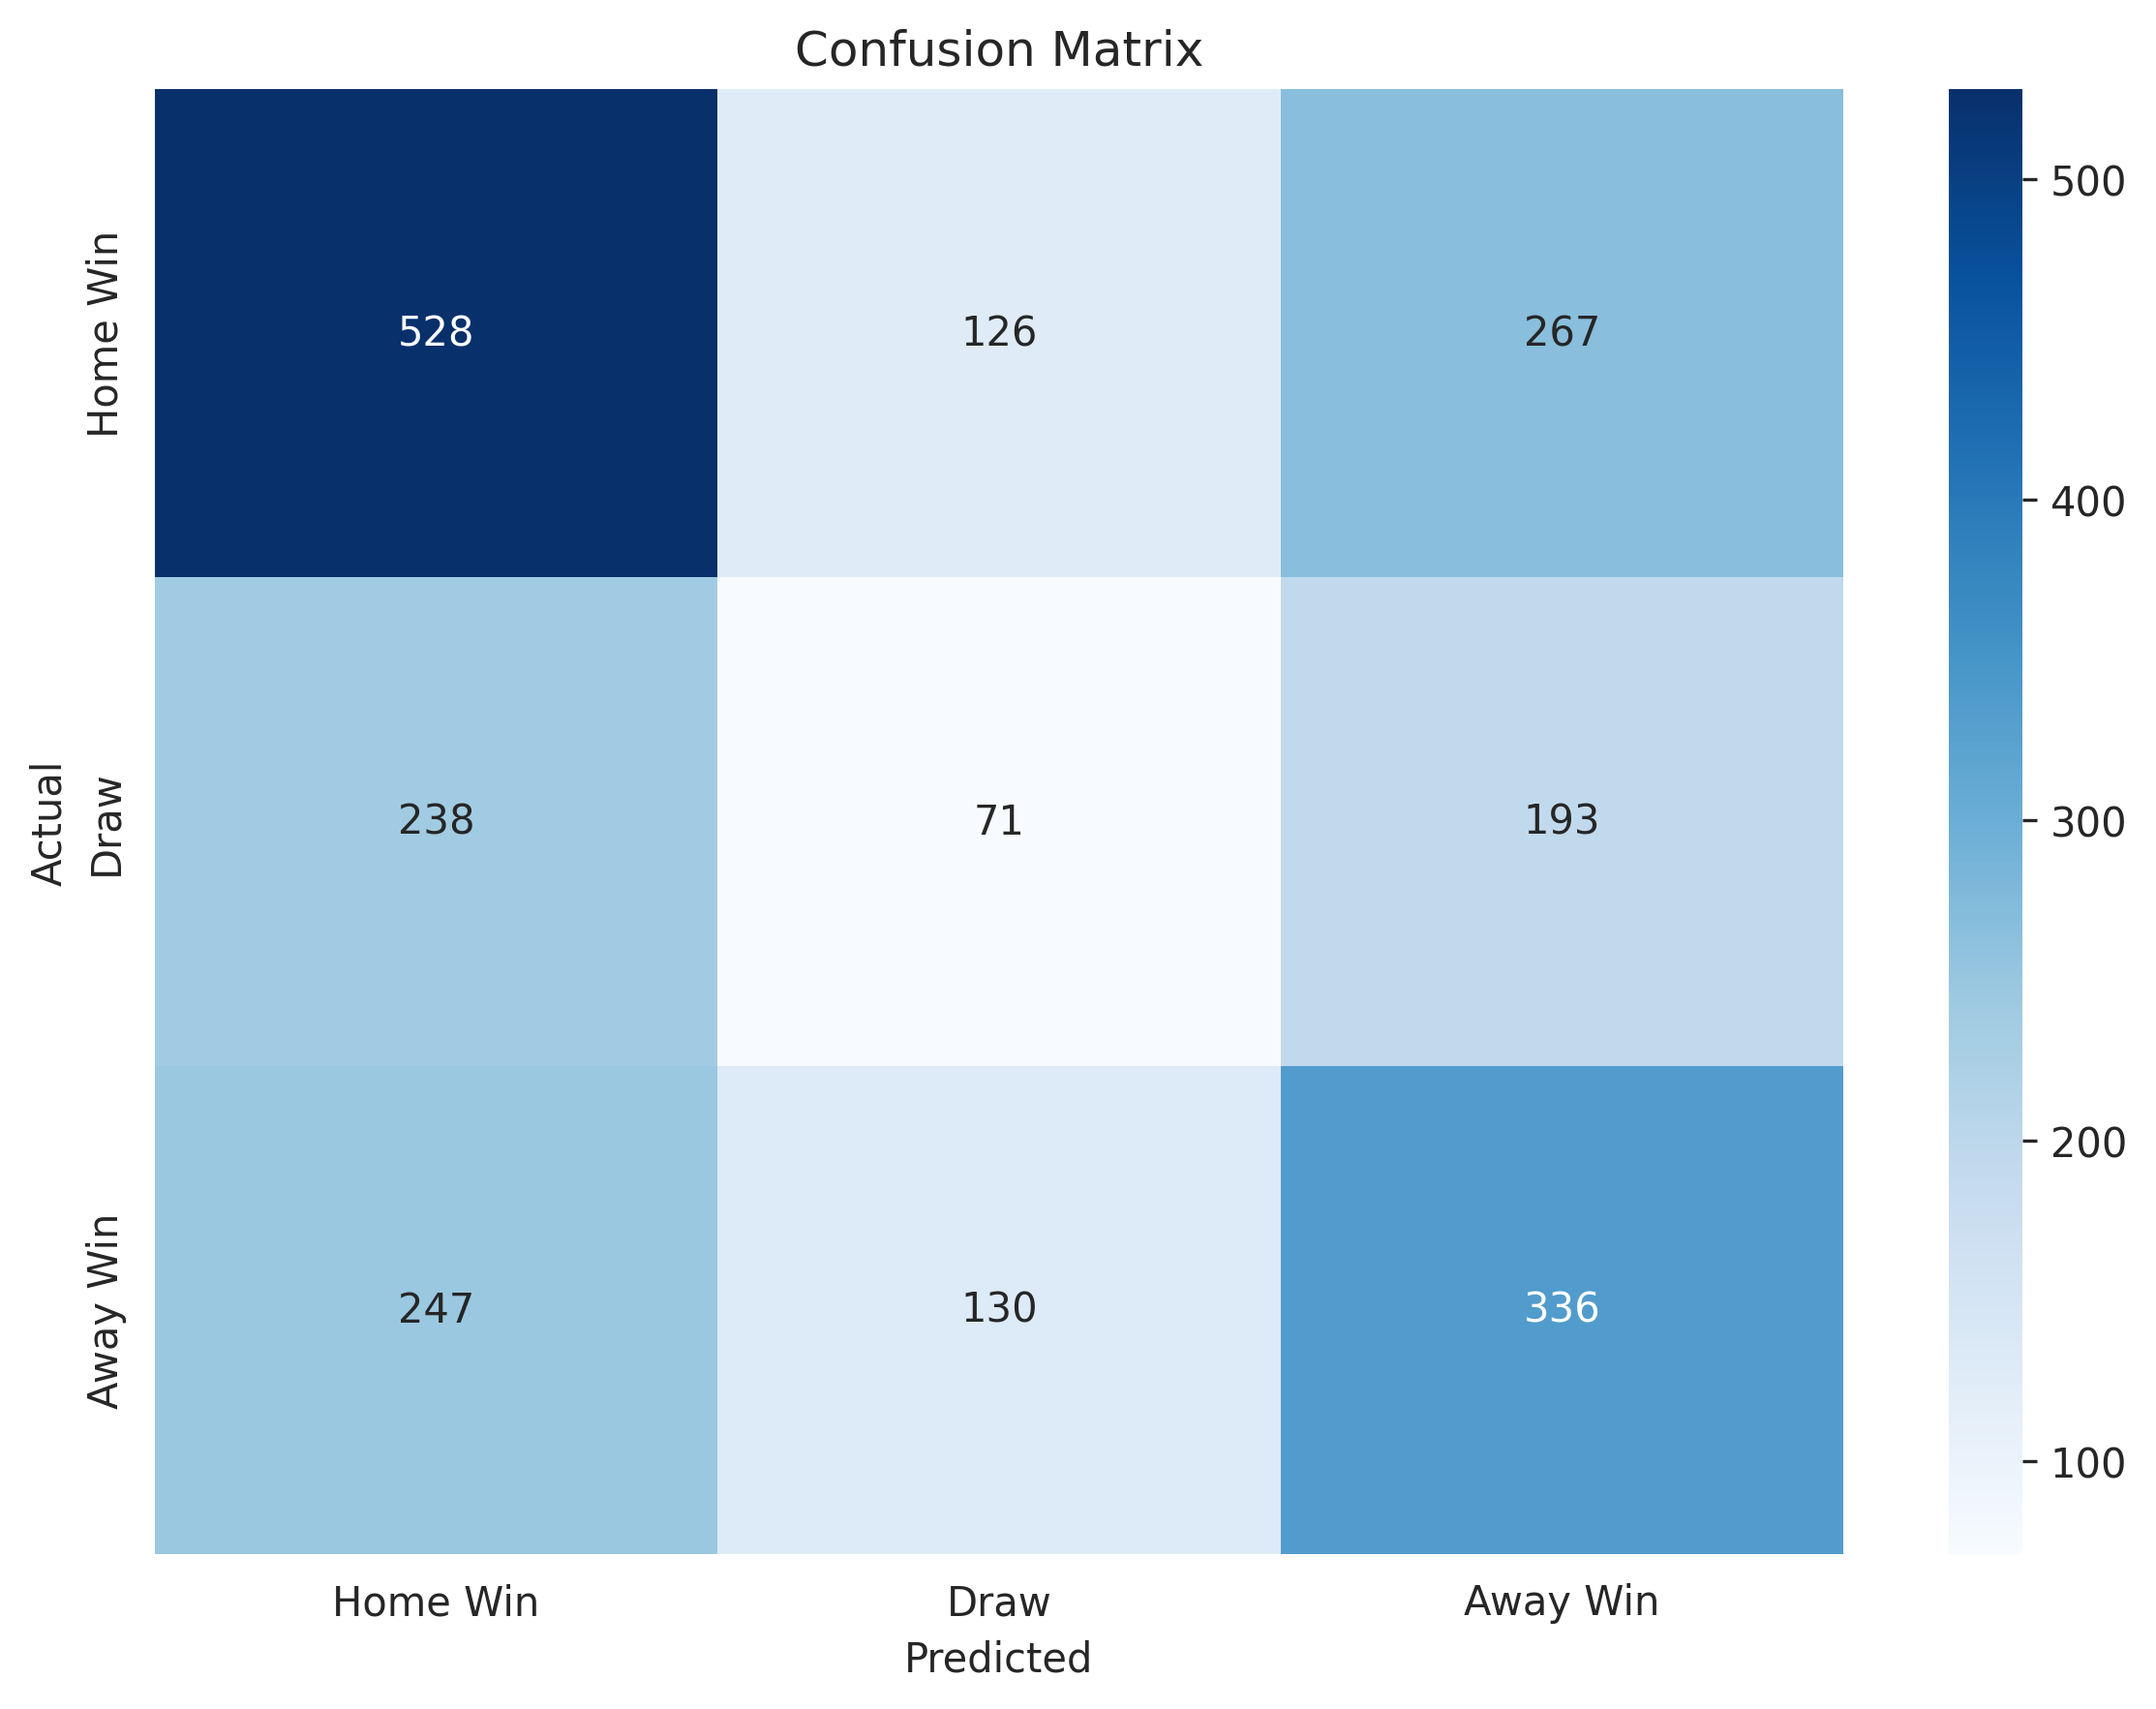 Confusion Matrix
Home Win
528 126 267
Actual
Draw
238 71 193
Away Win
247 130 336
Home Win Draw Away Win
Predicted
500
400
300
200
100